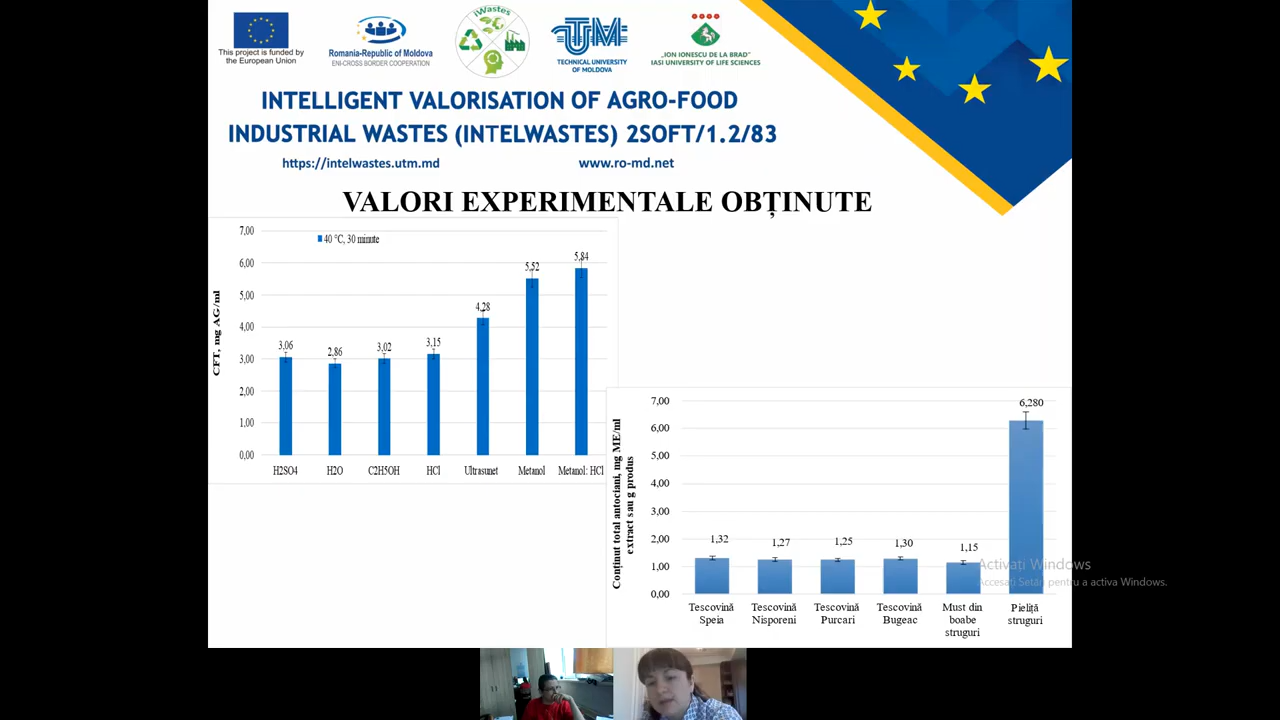 This project is funded by
the European Union
Romania-Republic of Moldova
ENI-CROSS BORDER COOPERATION
iWastes
UTM
TECHNICAL UNIVERSITY
OF MOLDOVA
„ION IONESCU DE LA BRAD"
IASI UNIVERSITY OF LIFE SCIENCES
INTELLIGENT VALORISATION OF AGRO-FOOD
INDUSTRIAL WASTES (INTELWASTES) 2SOFT/1.2/83
https://intelwastes.utm.md
www.ro-md.net
VALORI EXPERIMENTALE OBȚINUTE
CFT, mg AG/ml
7,00
6,00
5,00
4,00
3,00
2,00
1,00
0,00
40 °C, 30 minute
3,06
2,86
3,02
3,15
4,28
5,52
5,84
H2SO4
H2O
C2H5OH
HCl
Ultrasunet
Metanol
Metanol: HCl
Conținut total antociani, mg ME/ml
extract sau g produs
7,00
6,00
5,00
4,00
3,00
2,00
1,00
0,00
1,32
1,27
1,25
1,30
1,15
6,280
Tescovină
Speia
Tescovină
Nisporeni
Tescovină
Purcari
Tescovină
Bugeac
Must din
boabe
struguri
Pieliță
struguri
Activați Windows
Accesați Setări pentru a activa Windows.